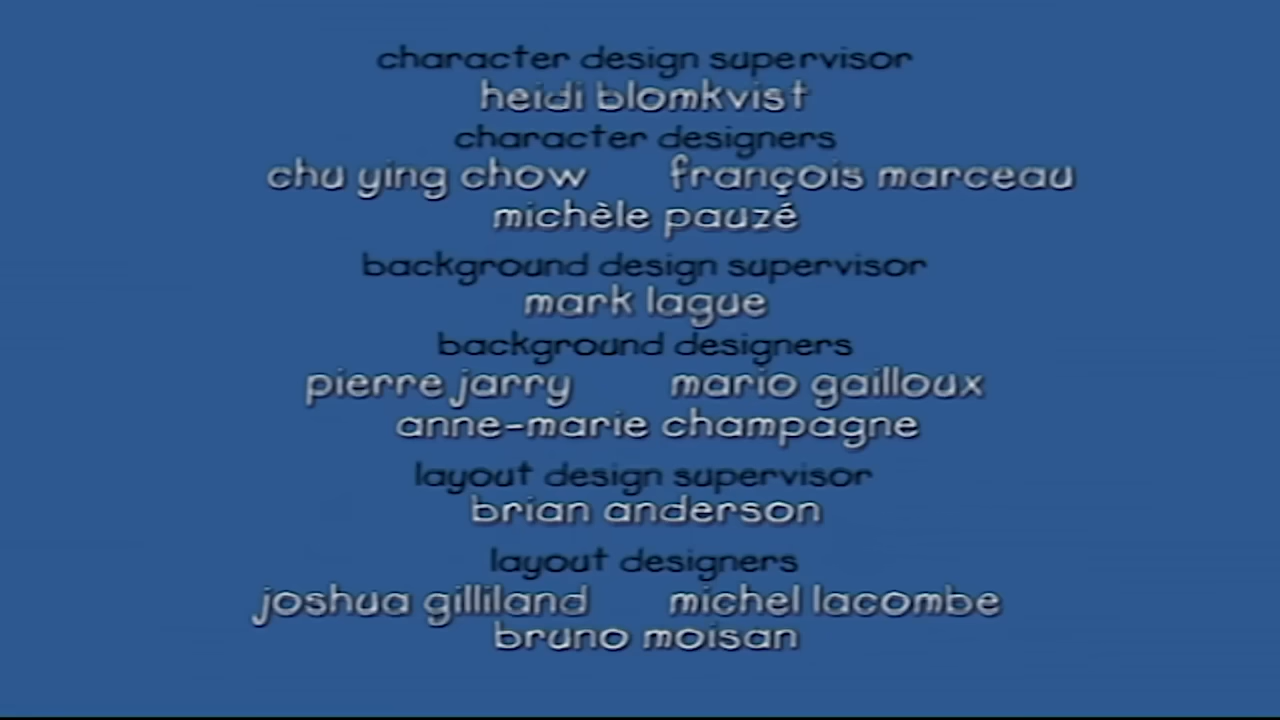 character design supervisor
heidi blomkvist
character designers
chu ying chow françois marceau
michèle pauzé
background design supervisor
mark lague
background designers
pierre jarry mario gailloux
anne-marie champagne
layout design supervisor
brian anderson
layout designers
joshua gilliland michel lacombe
bruno moisan